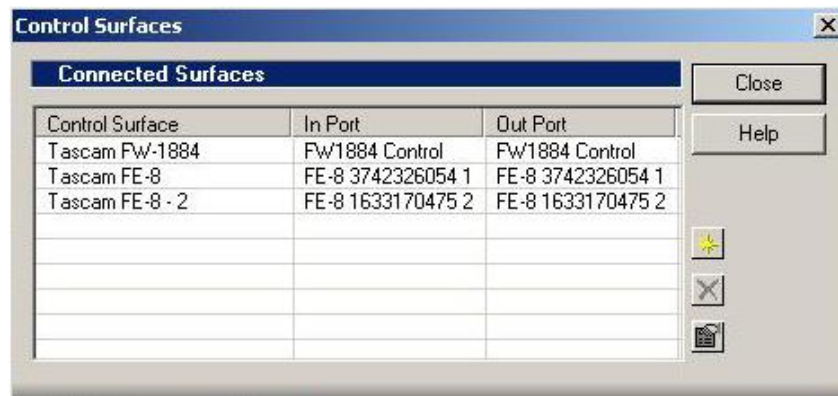 Control Surfaces
Connected Surfaces
Close
Control Surface In Port Out Port
Help
Tascam FW-1884 FW1884 Control FW1884 Control
Tascam FE-8 FE-8 3742326054 1 FE-8 3742326054 1
Tascam FE-8 - 2 FE-8 1633170475 2 FE-8 1633170475 2